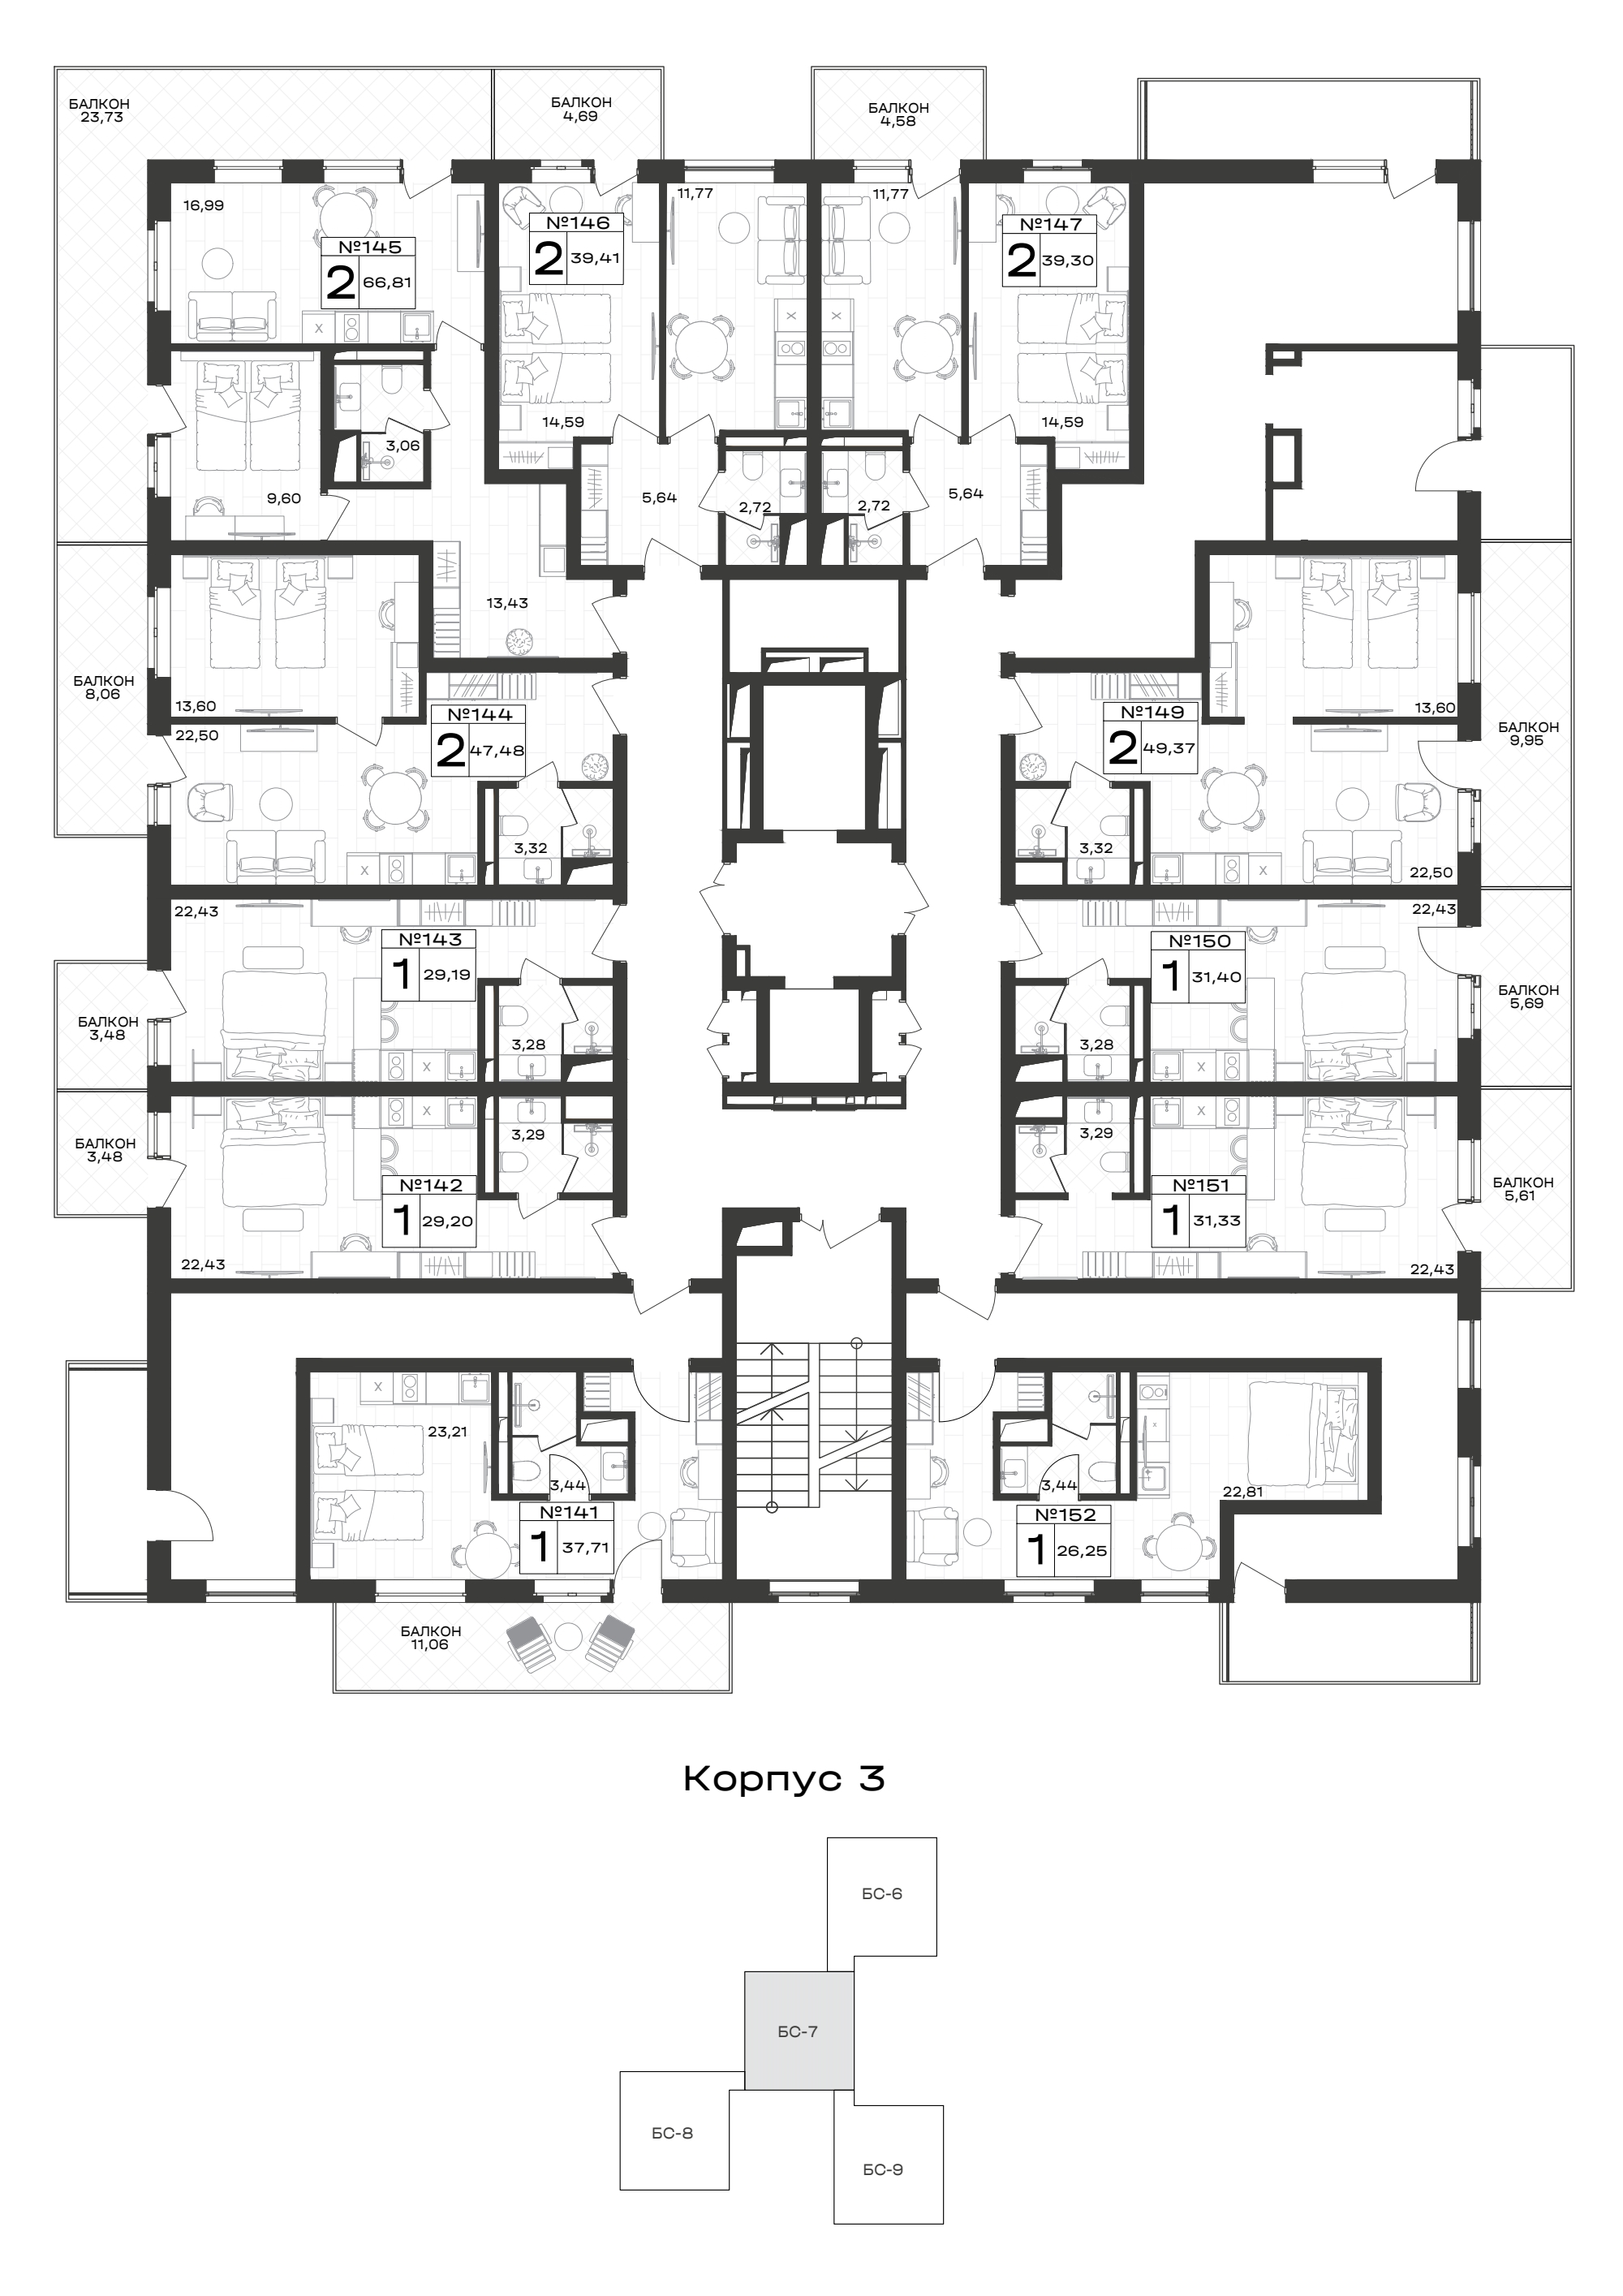 БАЛКОН
23,73
БАЛКОН
4,69
БАЛКОН
4,58
16,99
№145
2 66,81
№146
2 39,41
11,77
11,77
№147
2 39,30
14,59
14,59
3,06
9,60
5,64
2,72
2,72
5,64
13,43
БАЛКОН
8,06
13,60
22,50
№144
2 47,48
3,32
№149
2 49,37
13,60
БАЛКОН
9,95
3,32
22,50
22,43
№143
1 29,19
3,28
БАЛКОН
3,48
22,43
№150
1 31,40
3,28
БАЛКОН
5,69
БАЛКОН
3,48
3,29
№142
1 29,20
22,43
3,29
№151
1 31,33
22,43
БАЛКОН
5,61
23,21
3,44
№141
1 37,71
3,44
22,81
№152
1 26,25
БАЛКОН
11,06
X
X
X
X
X
X
X
X
X
X
X
Корпус 3
БС-6
БС-7
БС-8
БС-9